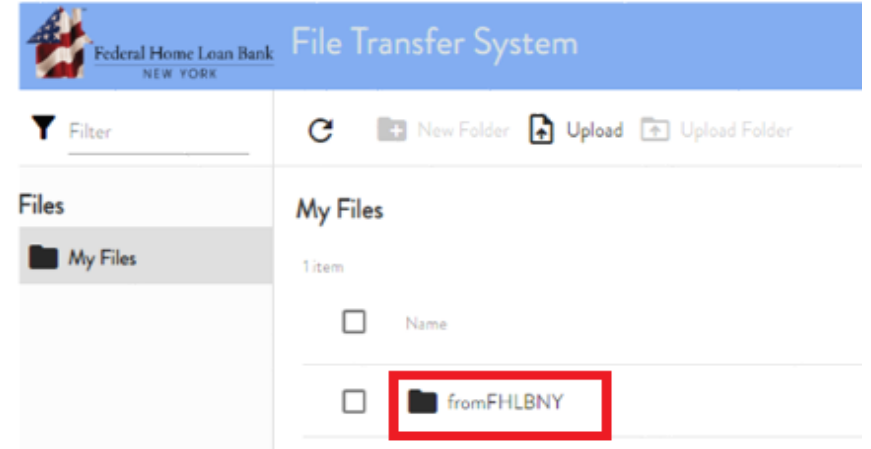 Federal Home Loan Bank
NEW YORK
File Transfer System
Filter
New Folder Upload Upload Folder
Files
My Files
My Files
1 item
Name
fromFHLBNY